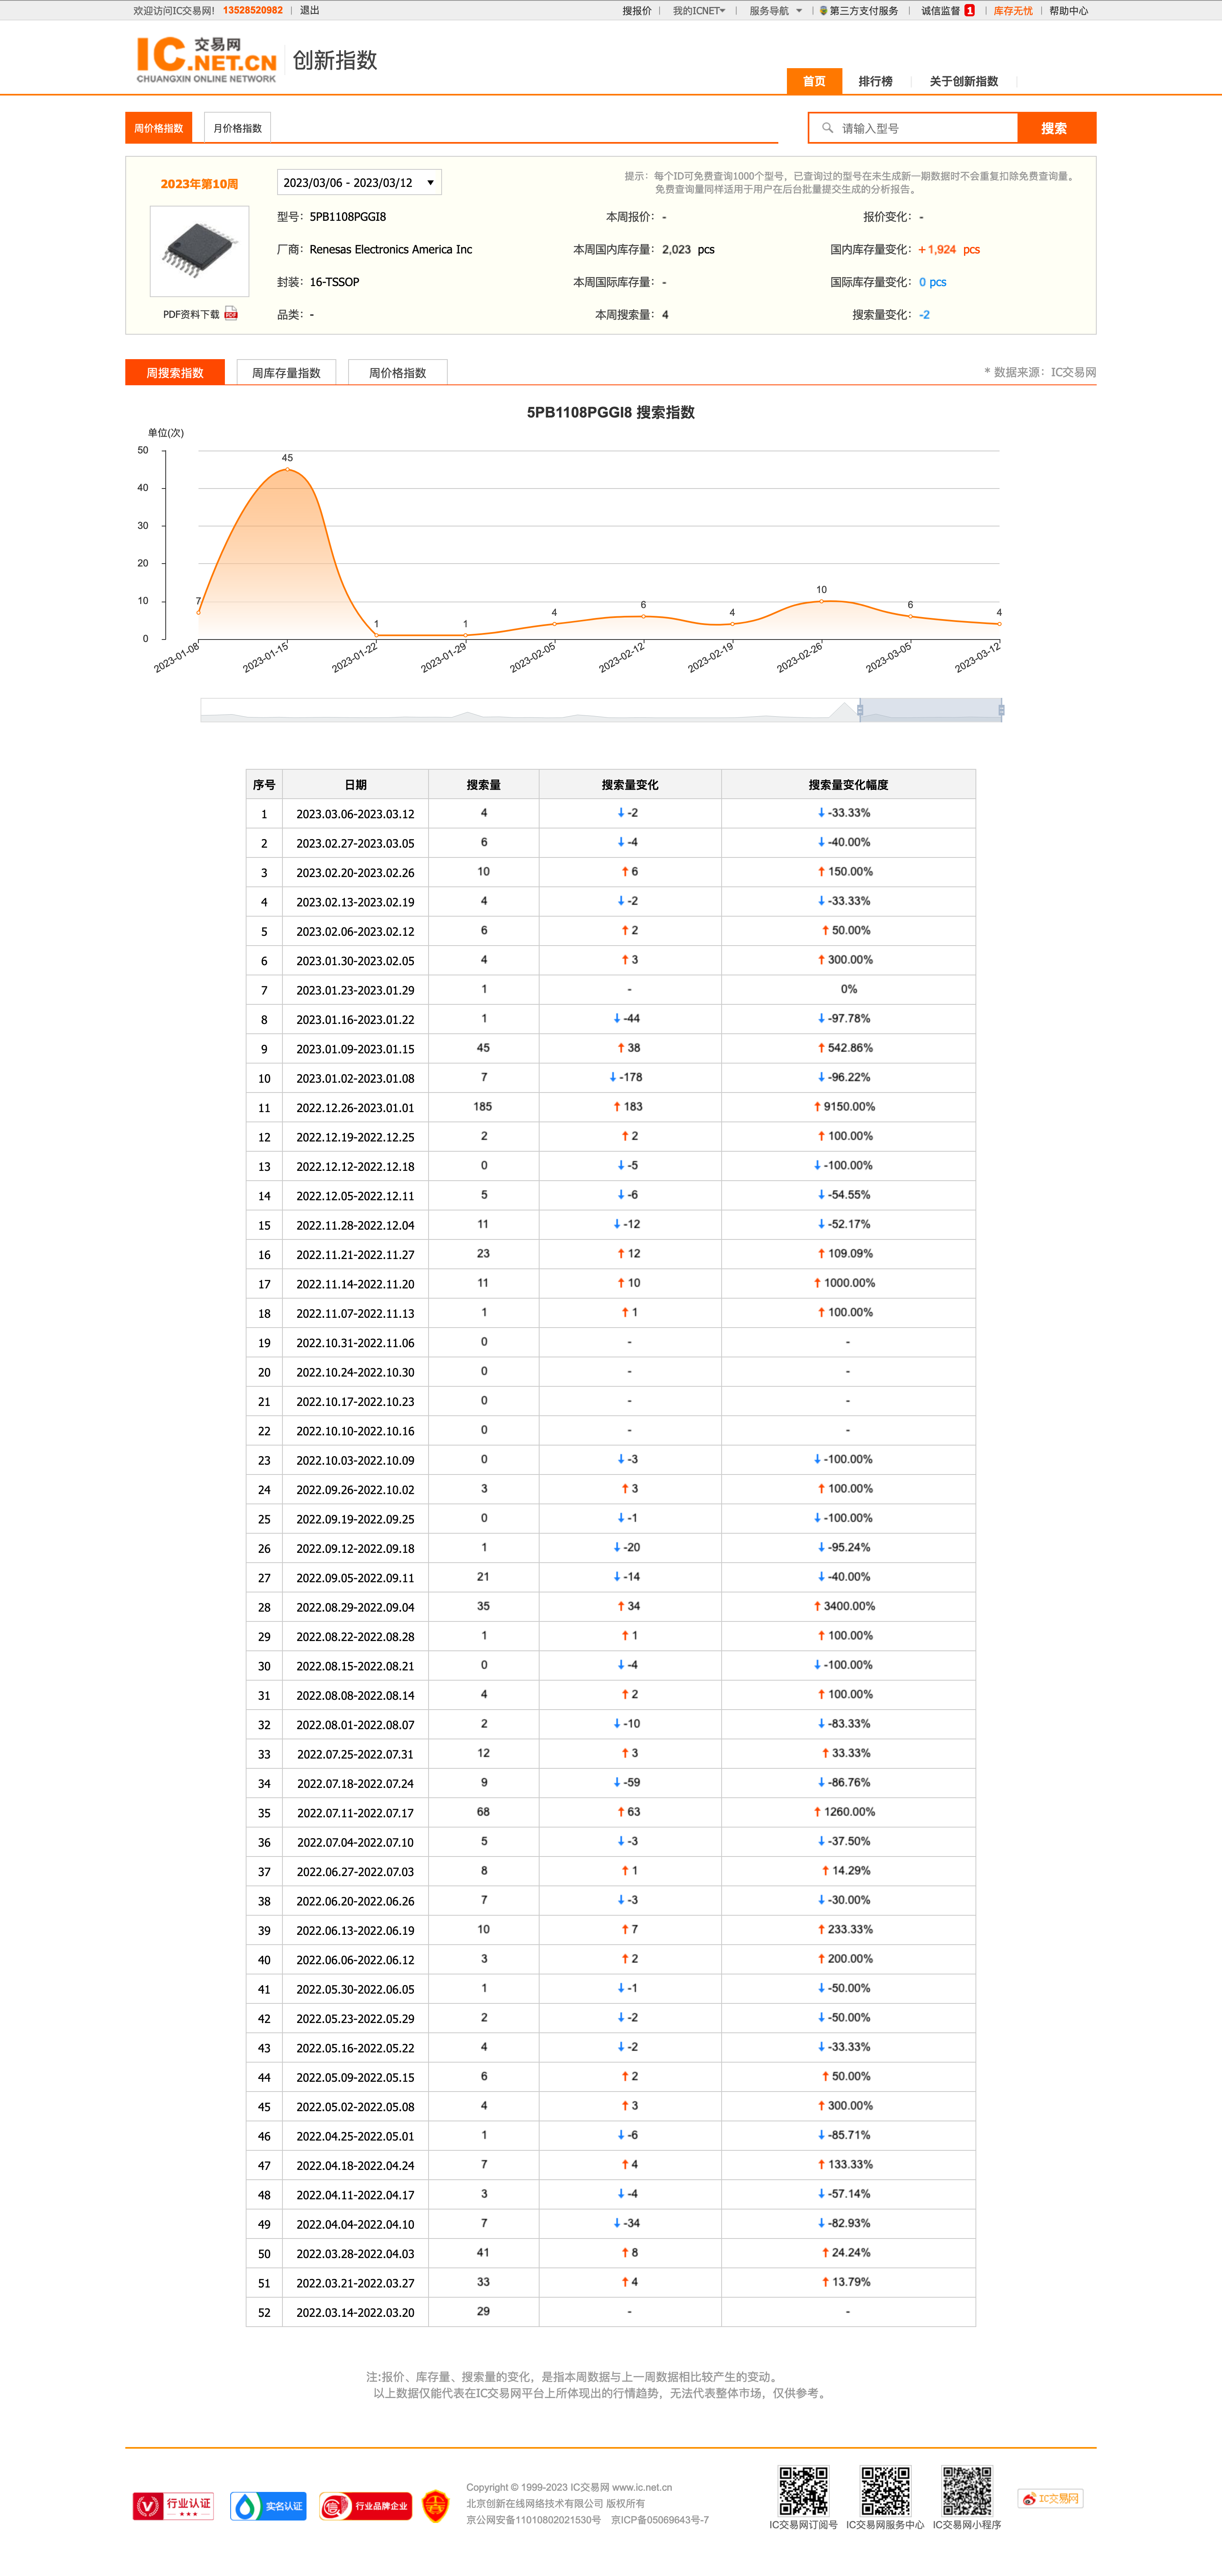 欢迎访问IC交易网! 13528520982 | 退出 搜报价 | 我的ICNET | 服务导航 | 第三方支付服务 | 诚信监督 1 | 库存无忧 | 帮助中心
IC 交易网 .NET.CN 创新指数
CHUANGXIN ONLINE NETWORK
首页 排行榜 关于创新指数
周价格指数 月价格指数 请输入型号 搜索
2023年第10周 2023/03/06 - 2023/03/12 提示：每个ID可免费查询1000个型号，已查询过的型号在未生成新一期数据时不会重复扣除免费查询量。
免费查询量同样适用于用户在后台批量提交生成的分析报告。
型号：5PB1108PGGI8 本周报价：- 报价变化：-
厂商：Renesas Electronics America Inc 本周国内库存量：2,023 pcs 国内库存量变化：+1,924 pcs
封装：16-TSSOP 本周国际库存量：- 国际库存量变化：0 pcs
PDF资料下载 PDF 品类：- 本周搜索量：4 搜索量变化：-2
周搜索指数 周库存量指数 周价格指数 * 数据来源：IC交易网
5PB1108PGGI8 搜索指数
单位(次)
50
45
40
30
20
10
0
7 1 1 4 6 4 10 6 4
2023-01-08 2023-01-15 2023-01-22 2023-01-29 2023-02-05 2023-02-12 2023-02-19 2023-02-26 2023-03-05 2023-03-12
序号 日期 搜索量 搜索量变化 搜索量变化幅度
1 2023.03.06-2023.03.12 4 ↓-2 ↓-33.33%
2 2023.02.27-2023.03.05 6 ↓-4 ↓-40.00%
3 2023.02.20-2023.02.26 10 ↑6 ↑150.00%
4 2023.02.13-2023.02.19 4 ↓-2 ↓-33.33%
5 2023.02.06-2023.02.12 6 ↑2 ↑50.00%
6 2023.01.30-2023.02.05 4 ↑3 ↑300.00%
7 2023.01.23-2023.01.29 1 - 0%
8 2023.01.16-2023.01.22 1 ↓-44 ↓-97.78%
9 2023.01.09-2023.01.15 45 ↑38 ↑542.86%
10 2023.01.02-2023.01.08 7 ↓-178 ↓-96.22%
11 2022.12.26-2023.01.01 185 ↑183 ↑9150.00%
12 2022.12.19-2022.12.25 2 ↑2 ↑100.00%
13 2022.12.12-2022.12.18 0 ↓-5 ↓-100.00%
14 2022.12.05-2022.12.11 5 ↓-6 ↓-54.55%
15 2022.11.28-2022.12.04 11 ↓-12 ↓-52.17%
16 2022.11.21-2022.11.27 23 ↑12 ↑109.09%
17 2022.11.14-2022.11.20 11 ↑10 ↑1000.00%
18 2022.11.07-2022.11.13 1 ↑1 ↑100.00%
19 2022.10.31-2022.11.06 0 - -
20 2022.10.24-2022.10.30 0 - -
21 2022.10.17-2022.10.23 0 - -
22 2022.10.10-2022.10.16 0 - -
23 2022.10.03-2022.10.09 0 ↓-3 ↓-100.00%
24 2022.09.26-2022.10.02 3 ↑3 ↑100.00%
25 2022.09.19-2022.09.25 0 ↓-1 ↓-100.00%
26 2022.09.12-2022.09.18 1 ↓-20 ↓-95.24%
27 2022.09.05-2022.09.11 21 ↓-14 ↓-40.00%
28 2022.08.29-2022.09.04 35 ↑34 ↑3400.00%
29 2022.08.22-2022.08.28 1 ↑1 ↑100.00%
30 2022.08.15-2022.08.21 0 ↓-4 ↓-100.00%
31 2022.08.08-2022.08.14 4 ↑2 ↑100.00%
32 2022.08.01-2022.08.07 2 ↓-10 ↓-83.33%
33 2022.07.25-2022.07.31 12 ↑3 ↑33.33%
34 2022.07.18-2022.07.24 9 ↓-59 ↓-86.76%
35 2022.07.11-2022.07.17 68 ↑63 ↑1260.00%
36 2022.07.04-2022.07.10 5 ↓-3 ↓-37.50%
37 2022.06.27-2022.07.03 8 ↑1 ↑14.29%
38 2022.06.20-2022.06.26 7 ↓-3 ↓-30.00%
39 2022.06.13-2022.06.19 10 ↑7 ↑233.33%
40 2022.06.06-2022.06.12 3 ↑2 ↑200.00%
41 2022.05.30-2022.06.05 1 ↓-1 ↓-50.00%
42 2022.05.23-2022.05.29 2 ↓-2 ↓-50.00%
43 2022.05.16-2022.05.22 4 ↓-2 ↓-33.33%
44 2022.05.09-2022.05.15 6 ↑2 ↑50.00%
45 2022.05.02-2022.05.08 4 ↑3 ↑300.00%
46 2022.04.25-2022.05.01 1 ↓-6 ↓-85.71%
47 2022.04.18-2022.04.24 7 ↑4 ↑133.33%
48 2022.04.11-2022.04.17 3 ↓-4 ↓-57.14%
49 2022.04.04-2022.04.10 7 ↓-34 ↓-82.93%
50 2022.03.28-2022.04.03 41 ↑8 ↑24.24%
51 2022.03.21-2022.03.27 33 ↑4 ↑13.79%
52 2022.03.14-2022.03.20 29 - -
注:报价、库存量、搜索量的变化，是指本周数据与上一周数据相比较产生的变动。
以上数据仅能代表在IC交易网平台上所体现出的行情趋势，无法代表整体市场，仅供参考。
行业认证 实名认证 信 行业品牌企业
Copyright © 1999-2023 IC交易网 www.ic.net.cn
北京创新在线网络技术有限公司 版权所有
京公网安备11010802021530号 京ICP备05069643号-7
IC交易网订阅号 IC交易网服务中心 IC交易网小程序
IC交易网